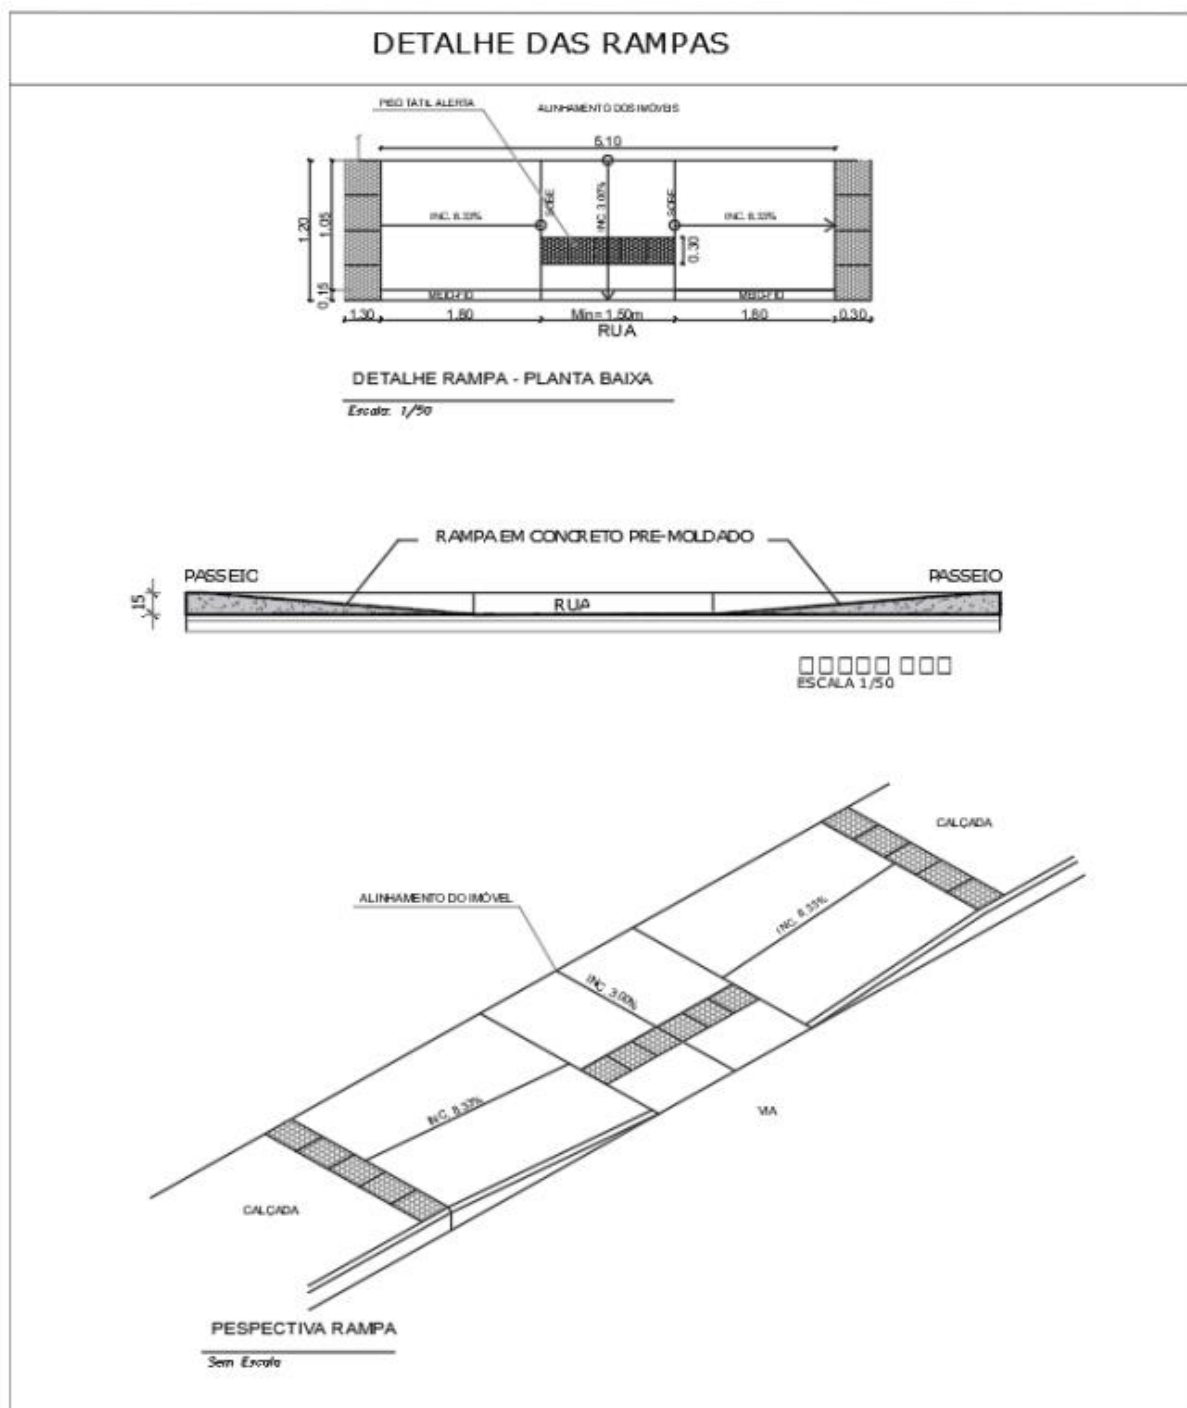 DETALHE DAS RAMPAS
PISO TATIL ALERTA
ALINHAMENTO DOS IMÓVEIS
5.10
1.20
1.05
0.15
INC. 8.33%
SOBE
INC 3.00%
SOBE
INC. 8.33%
0.30
MEIO-FIO
MEIO-FIO
1.30
1.80
Min= 1.50m
1.80
0.30
RUA
DETALHE RAMPA - PLANTA BAIXA
Escala: 1/50
RAMPA EM CONCRETO PRE-MOLDADO
PASSEIO
PASSEIO
15
RUA
ESCALA 1/50
CALÇADA
ALINHAMENTO DO IMÓVEL
INC. 8.33%
INC. 3.00%
INC. 8.33%
VIA
CALÇADA
PESPECTIVA RAMPA
Sem Escala